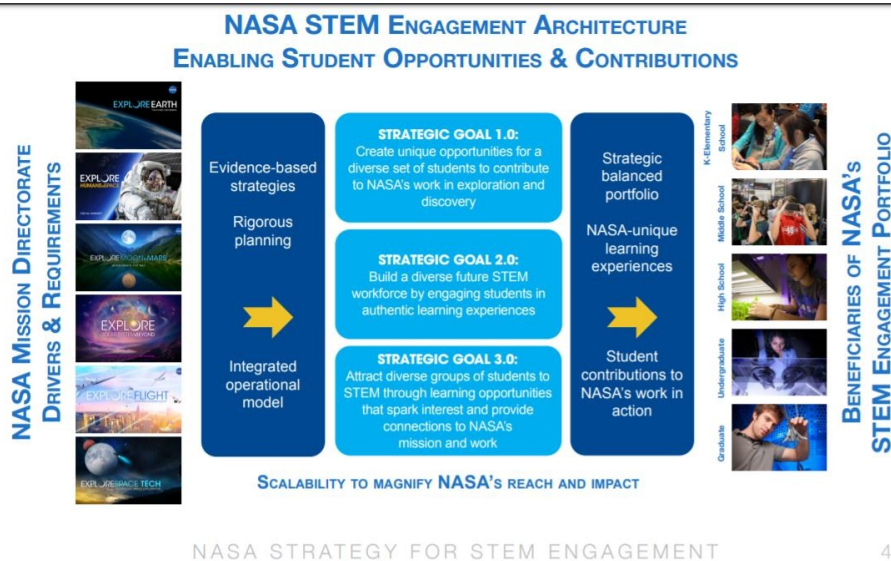 NASA STEM ENGAGEMENT ARCHITECTURE
ENABLING STUDENT OPPORTUNITIES & CONTRIBUTIONS
NASA MISSION DIRECTORATE
DRIVERS & REQUIREMENTS
EXPLORE EARTH
EXPLORE
HUMANS IN SPACE
EXPLORE MOON to MARS
EXPLORE
SOLAR SYSTEM & BEYOND
EXPLORE FLIGHT
EXPLORE SPACE TECH
Evidence-based
strategies
Rigorous
planning
Integrated
operational
model
STRATEGIC GOAL 1.0:
Create unique opportunities for a
diverse set of students to contribute
to NASA's work in exploration and
discovery
STRATEGIC GOAL 2.0:
Build a diverse future STEM
workforce by engaging students in
authentic learning experiences
STRATEGIC GOAL 3.0:
Attract diverse groups of students to
STEM through learning opportunities
that spark interest and provide
connections to NASA's
mission and work
Strategic
balanced
portfolio
NASA-unique
learning
experiences
Student
contributions to
NASA's work in
action
K-Elementary
School
Middle School
High School
Undergraduate
Graduate
BENEFICIARIES OF NASA'S
STEM ENGAGEMENT PORTFOLIO
SCALABILITY TO MAGNIFY NASA'S REACH AND IMPACT
NASA STRATEGY FOR STEM ENGAGEMENT
4